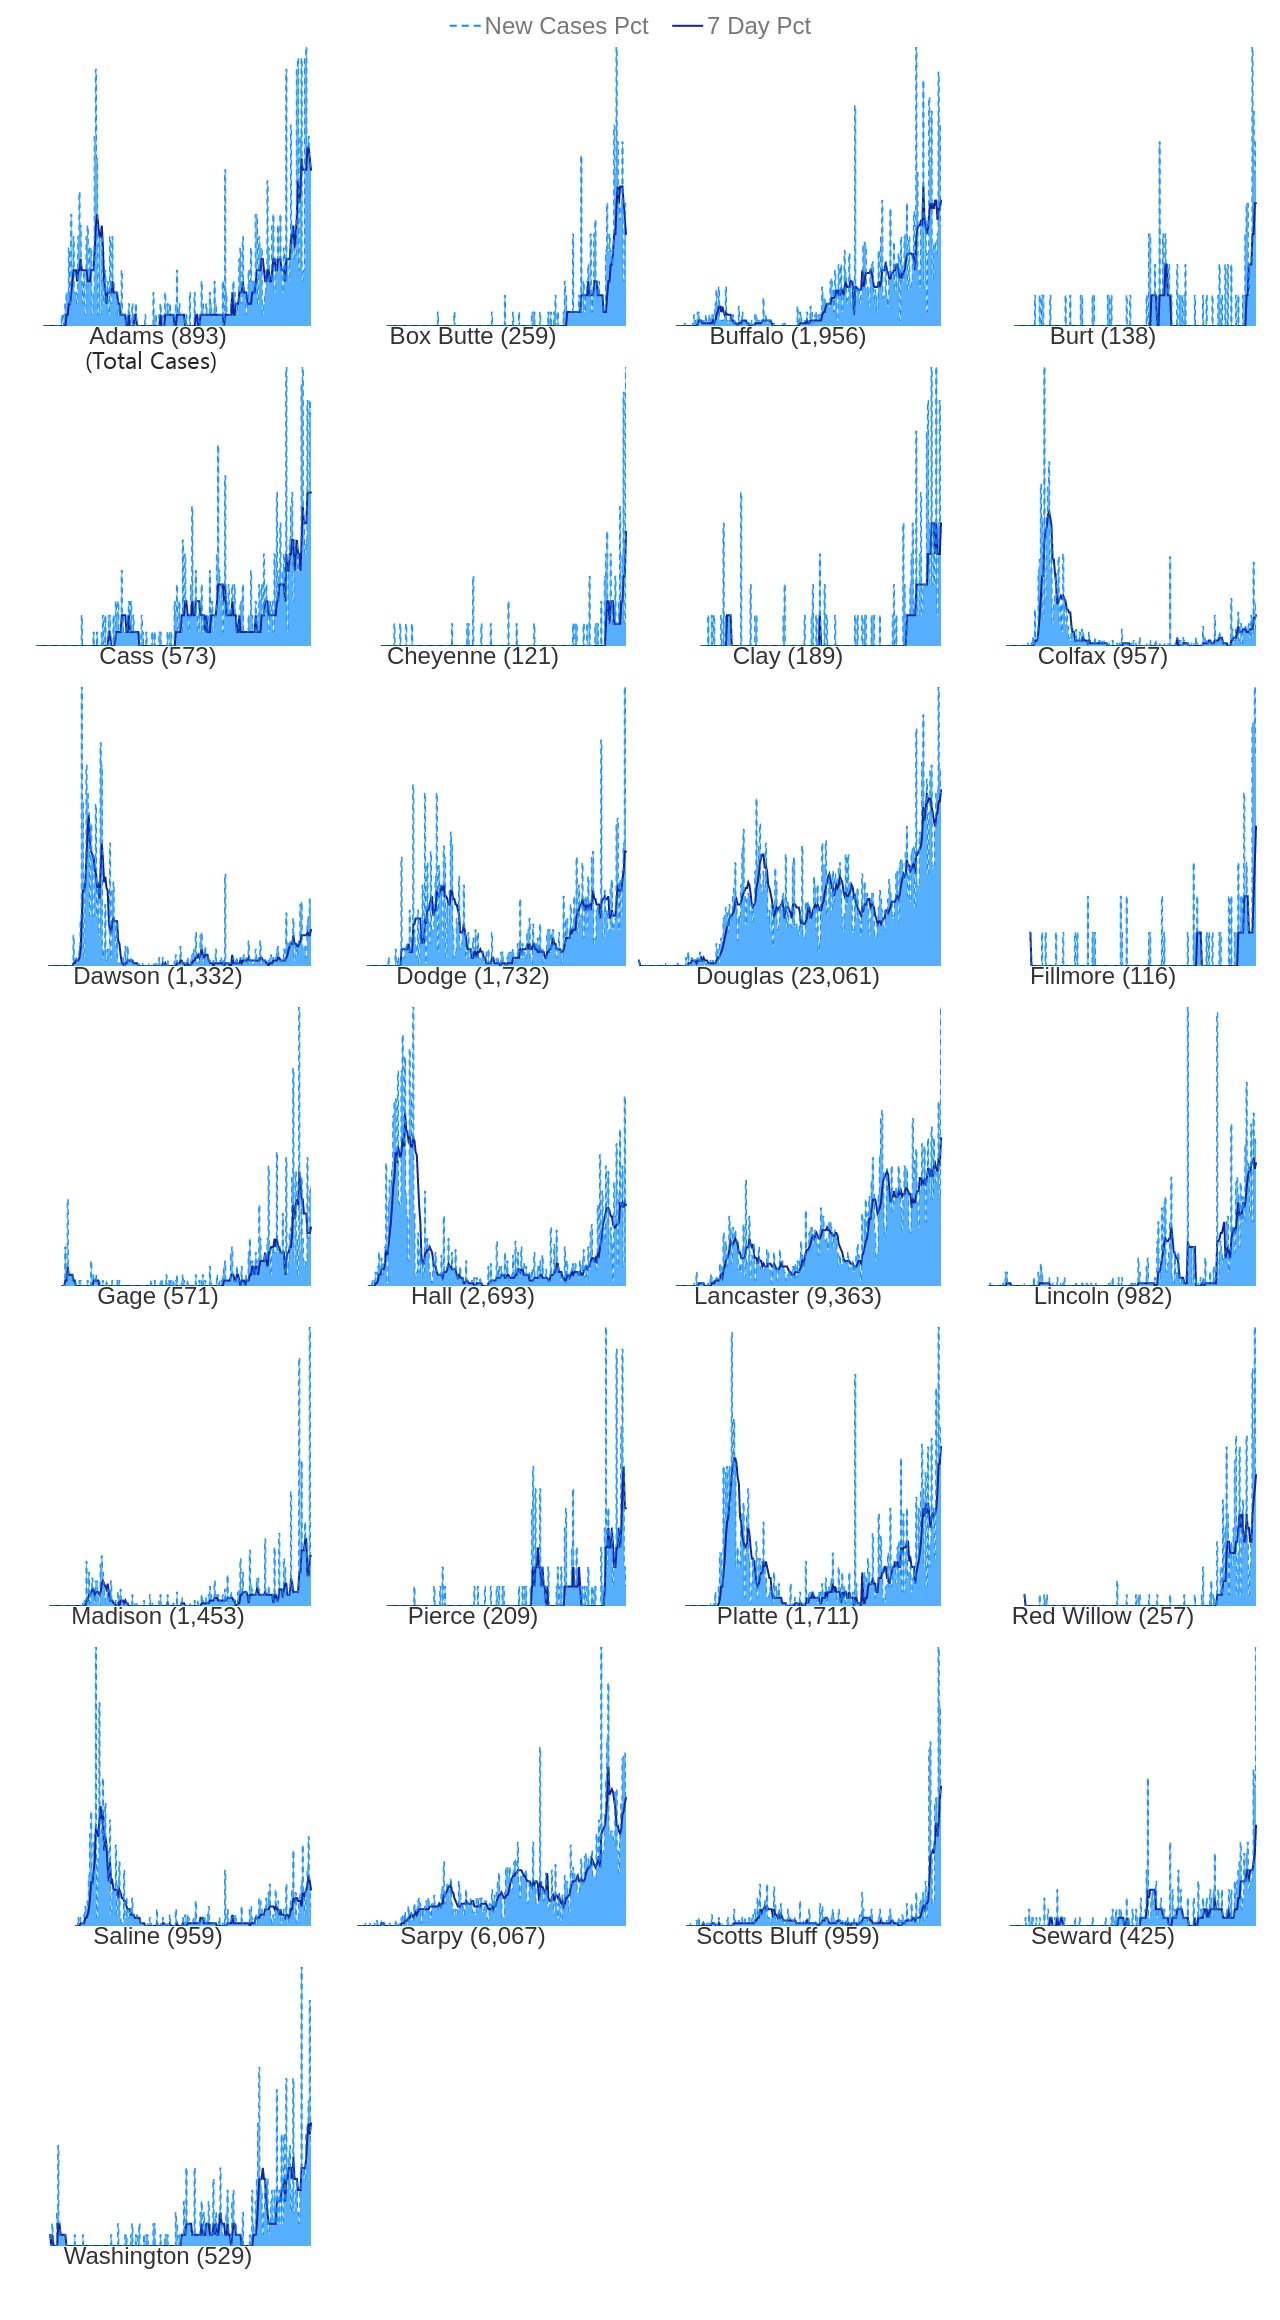 New Cases Pct 7 Day Pct
Adams (893) Box Butte (259) Buffalo (1,956) Burt (138)
(Total Cases)
Cass (573) Cheyenne (121) Clay (189) Colfax (957)
Dawson (1,332) Dodge (1,732) Douglas (23,061) Fillmore (116)
Gage (571) Hall (2,693) Lancaster (9,363) Lincoln (982)
Madison (1,453) Pierce (209) Platte (1,711) Red Willow (257)
Saline (959) Sarpy (6,067) Scotts Bluff (959) Seward (425)
Washington (529)